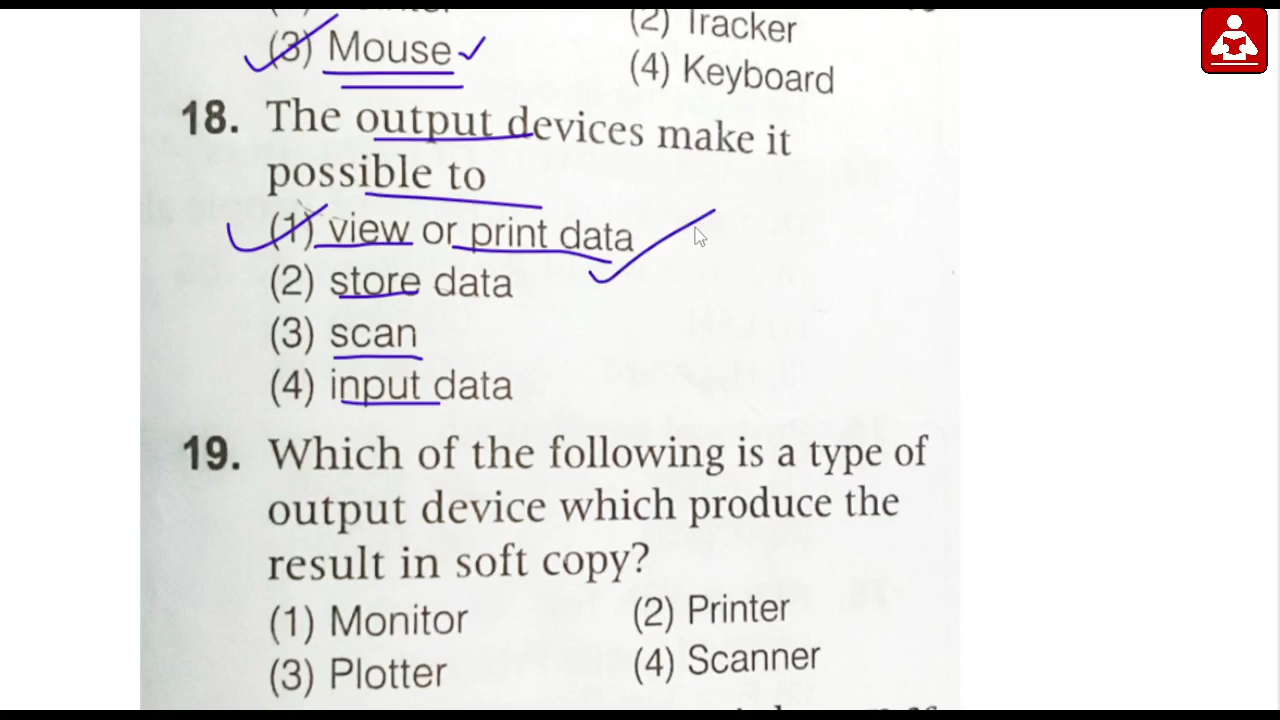 (2) Tracker
(3) Mouse
(4) Keyboard
18. The output devices make it
possible to
(1) view or print data
(2) store data
(3) scan
(4) input data
19. Which of the following is a type of
output device which produce the
result in soft copy?
(1) Monitor
(2) Printer
(3) Plotter
(4) Scanner